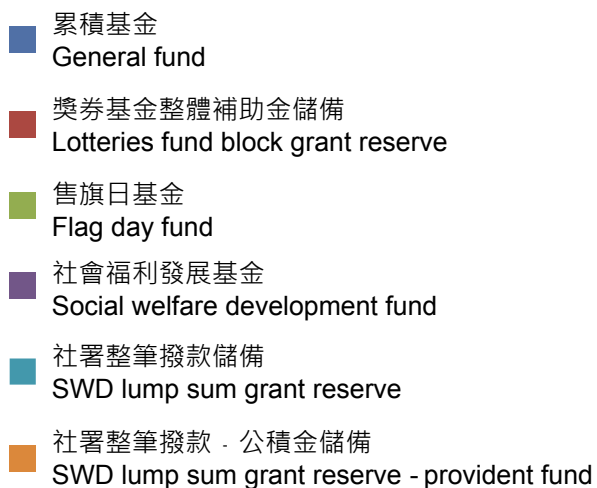 累積基金
General fund
獎券基金整體補助金儲備
Lotteries fund block grant reserve
售旗日基金
Flag day fund
社會福利發展基金
Social welfare development fund
社署整筆撥款儲備
SWD lump sum grant reserve
社署整筆撥款 - 公積金儲備
SWD lump sum grant reserve - provident fund